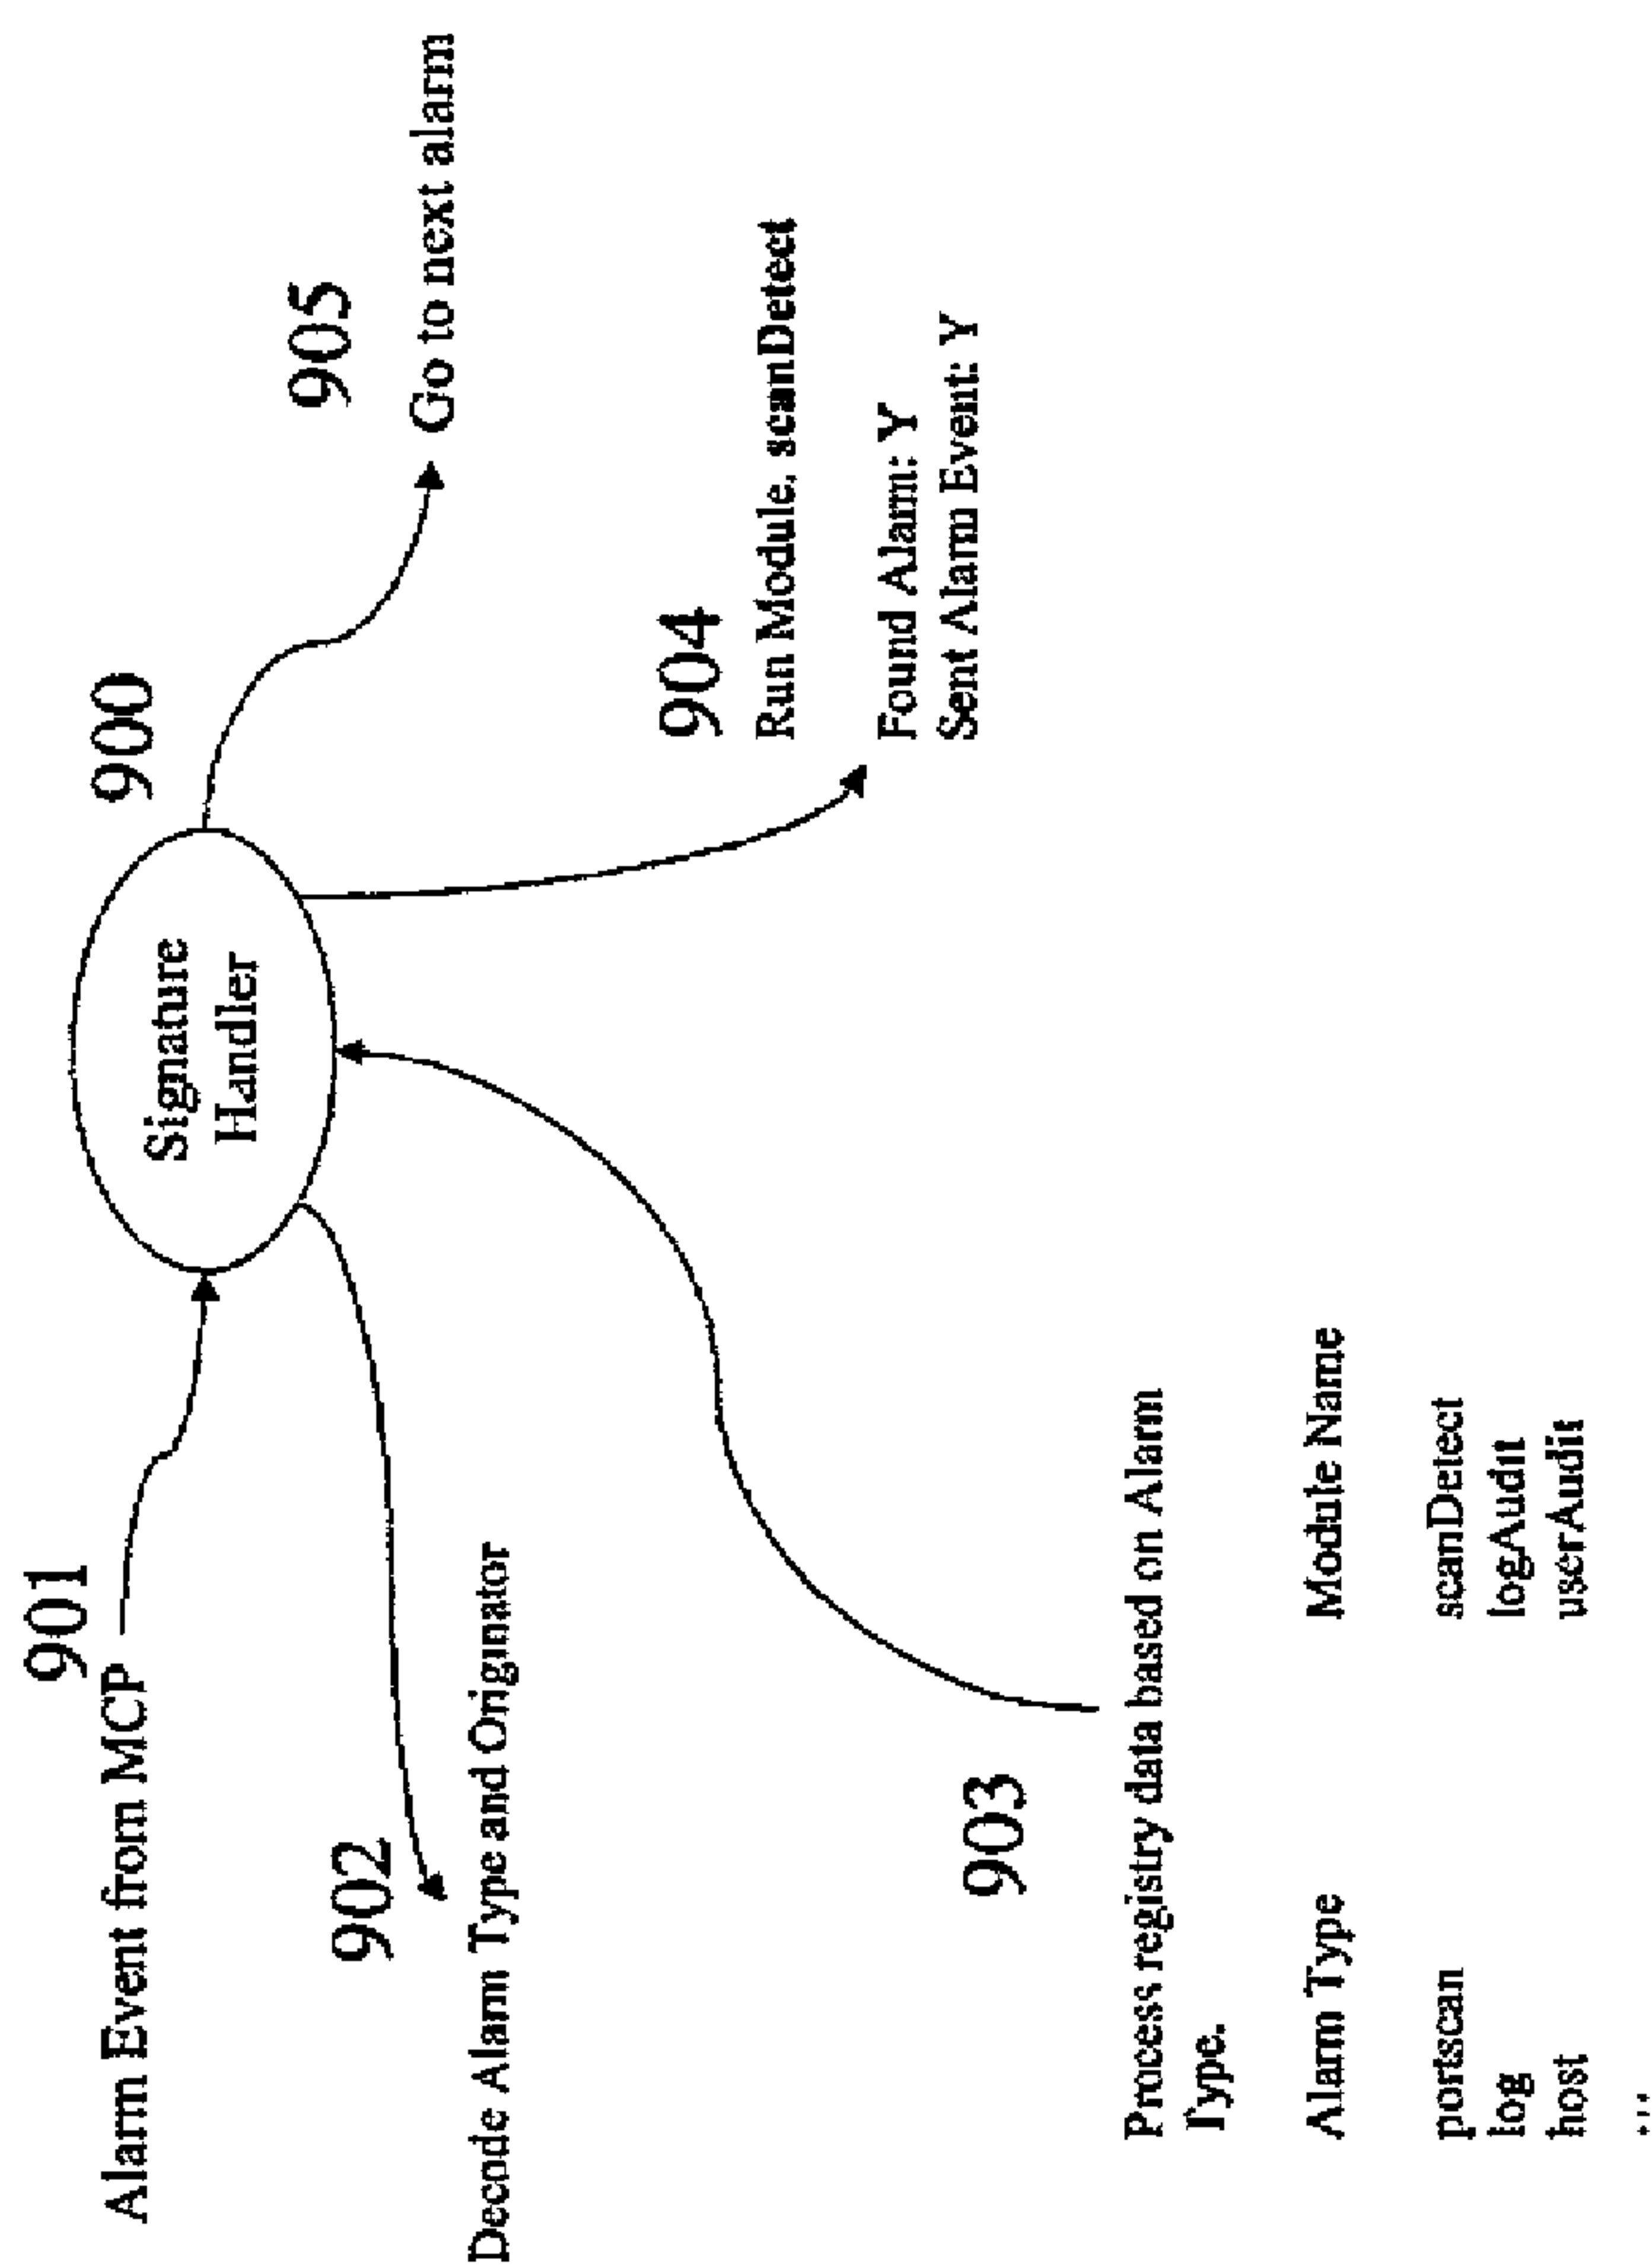 901
Alarm Event from MCP
Signature
Handler
900
902
Decode Alarm Type and Originator
905
Go to next alarm
903
Process registry data based on Alarm
Type.
Alarm Type Module Name
portscan scanDetect
log logAudit
host userAudit
...
904
Run Module, scanDetect
Found Alarm: Y
Sent Alarm Event: Y